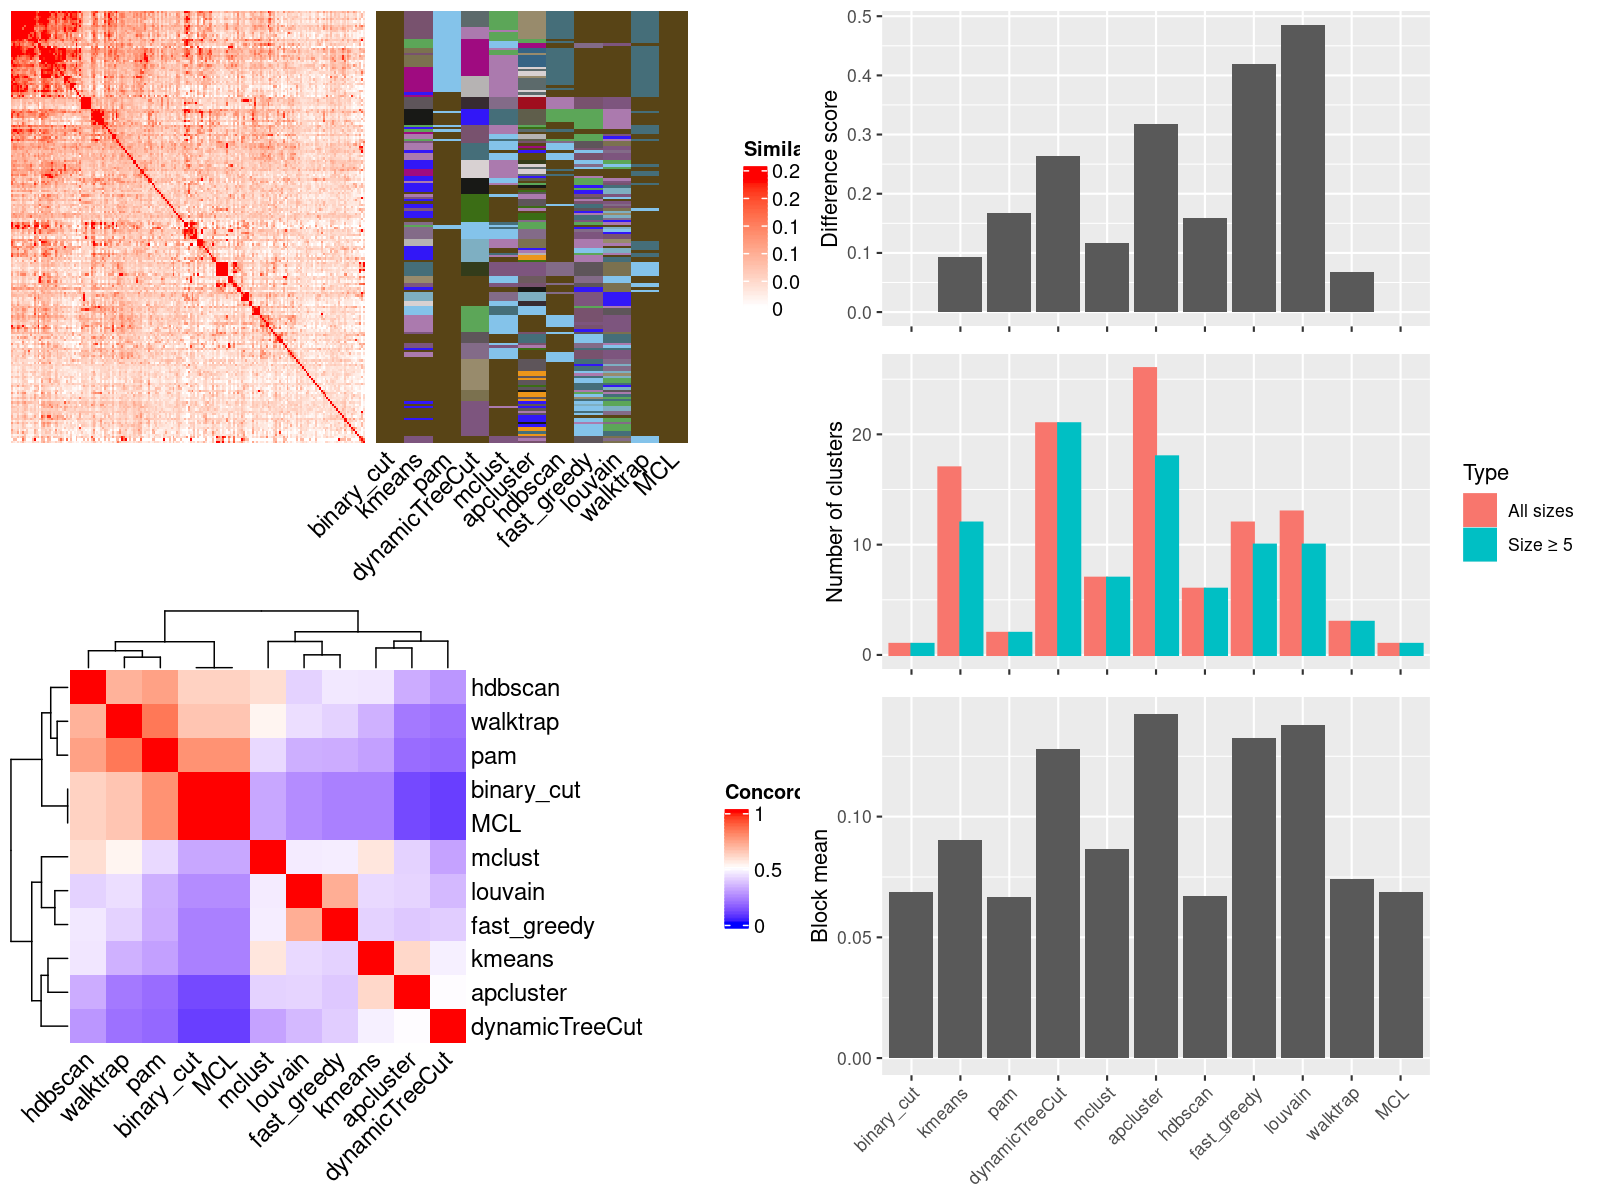 Simila
0.2
0.2
0.1
0.1
0.0
0
binary_cut
kmeans
pam
dynamicTreeCut
mclust
apcluster
hdbscan
fast_greedy
louvain
walktrap
MCL
hdbscan
walktrap
pam
binary_cut
MCL
mclust
louvain
fast_greedy
kmeans
apcluster
dynamicTreeCut
hdbscan
walktrap
pam
binary_cut
MCL
mclust
louvain
fast_greedy
kmeans
apcluster
dynamicTreeCut
Concord
1
0.5
0
Difference score
0.5
0.4
0.3
0.2
0.1
0.0
Number of clusters
20
10
0
Type
All sizes
Size ≥ 5
Block mean
0.10
0.05
0.00
binary_cut
kmeans
pam
dynamicTreeCut
mclust
apcluster
hdbscan
fast_greedy
louvain
walktrap
MCL